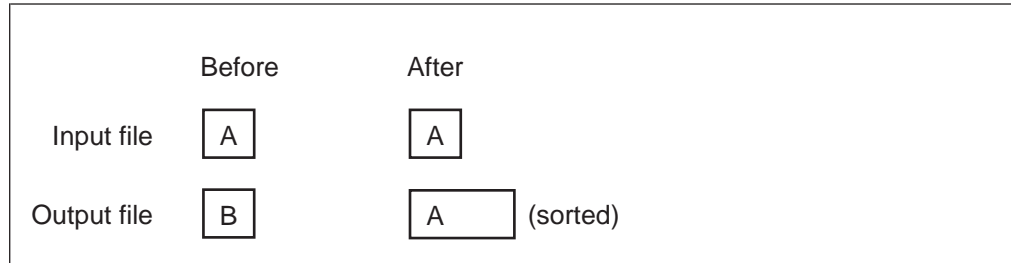 Before After
Input file A A
Output file B A (sorted)